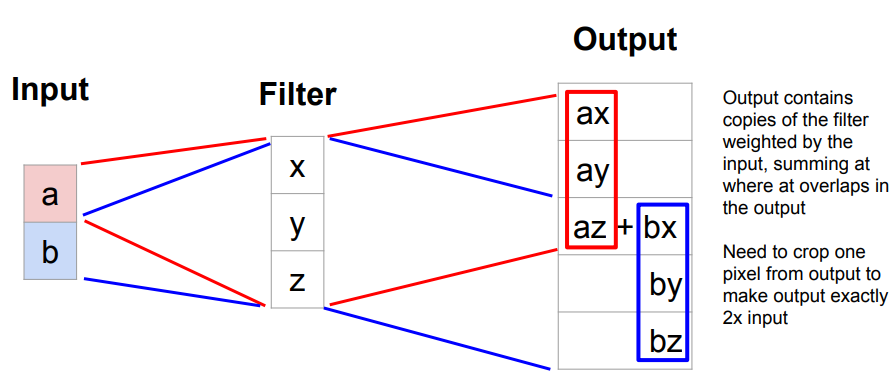 Input
a
b
Filter
x
y
z
Output
ax
ay
az + bx
by
bz
Output contains
copies of the filter
weighted by the
input, summing at
where at overlaps in
the output
Need to crop one
pixel from output to
make output exactly
2x input